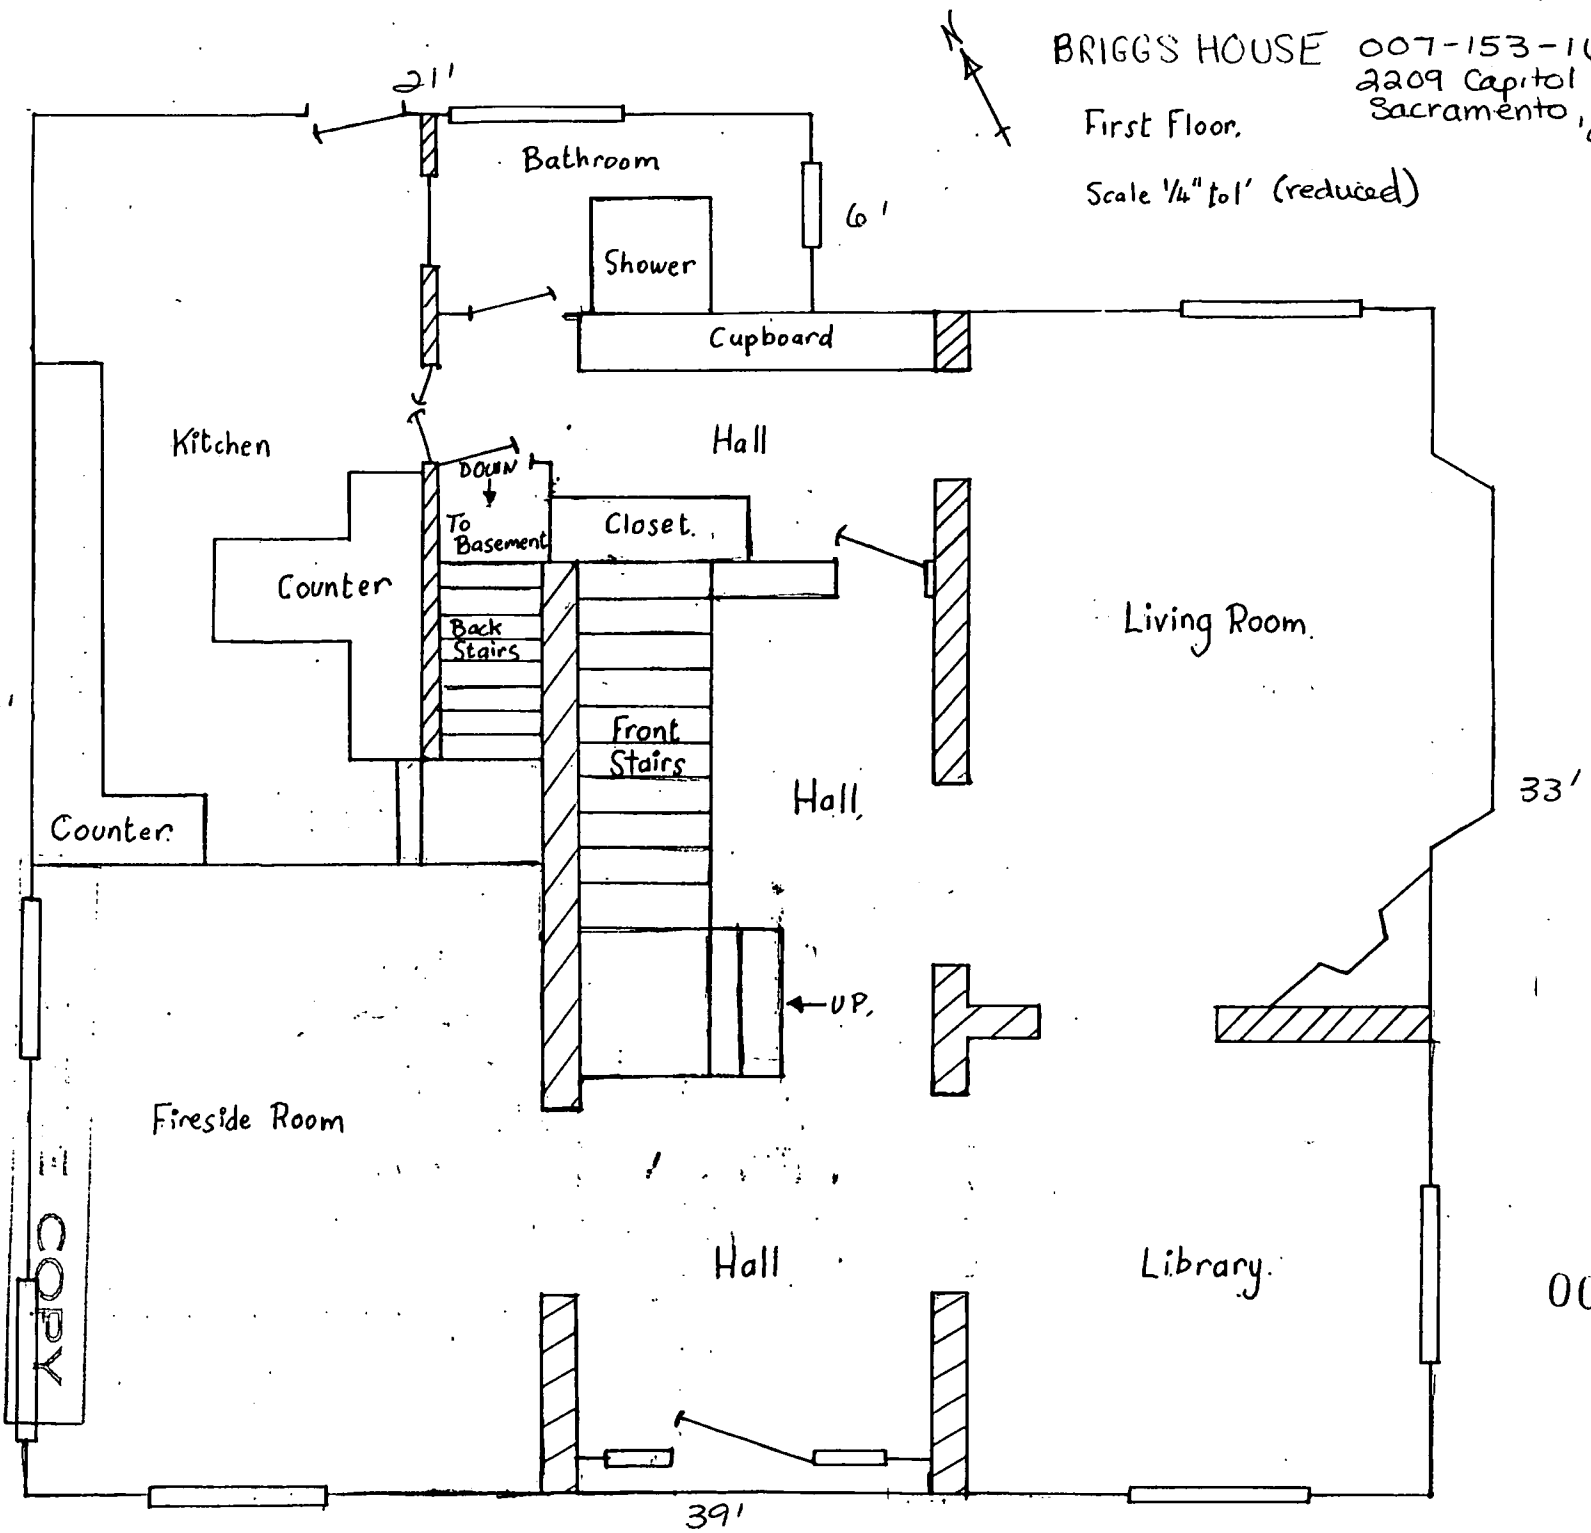 BRIGGS HOUSE 007-153-1
2209 Capitol
Sacramento,
First Floor.
Scale 1/4" to 1' (reduced)
N
21'
Bathroom
6'
Shower
Cupboard
Kitchen
Hall
DOWN
To
Basement
Closet.
Counter
Back
Stairs
Living Room.
Front
Stairs
Hall.
33'
Counter.
UP.
Fireside Room
COPY
Hall
Library.
00
39'